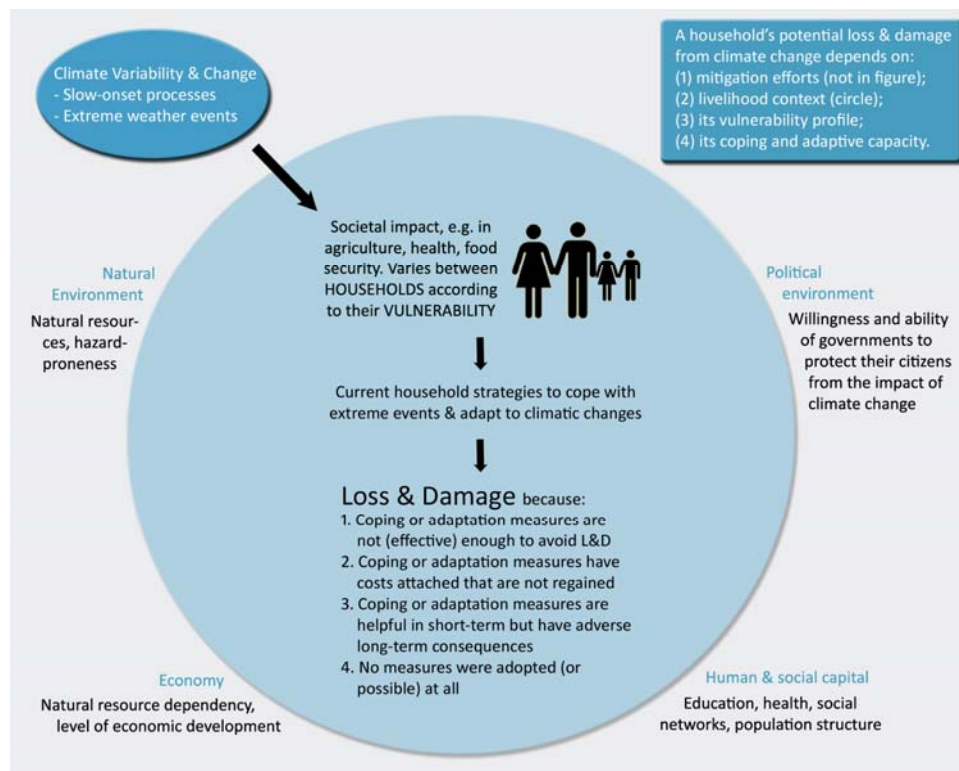 Climate Variability & Change
- Slow-onset processes
- Extreme weather events
A household's potential loss & damage
from climate change depends on:
(1) mitigation efforts (not in figure);
(2) livelihood context (circle);
(3) its vulnerability profile;
(4) its coping and adaptive capacity.
Societal impact, e.g. in
agriculture, health, food
security. Varies between
HOUSEHOLDS according
to their VULNERABILITY
Natural
Environment
Natural resour-
ces, hazard-
proneness
Political
environment
Willingness and ability
of governments to
protect their citizens
from the impact of
climate change
Current household strategies to cope with
extreme events & adapt to climatic changes
Loss & Damage because:
1. Coping or adaptation measures are
not (effective) enough to avoid L&D
2. Coping or adaptation measures have
costs attached that are not regained
3. Coping or adaptation measures are
helpful in short-term but have adverse
long-term consequences
4. No measures were adopted (or
possible) at all
Economy
Natural resource dependency,
level of economic development
Human & social capital
Education, health, social
networks, population structure